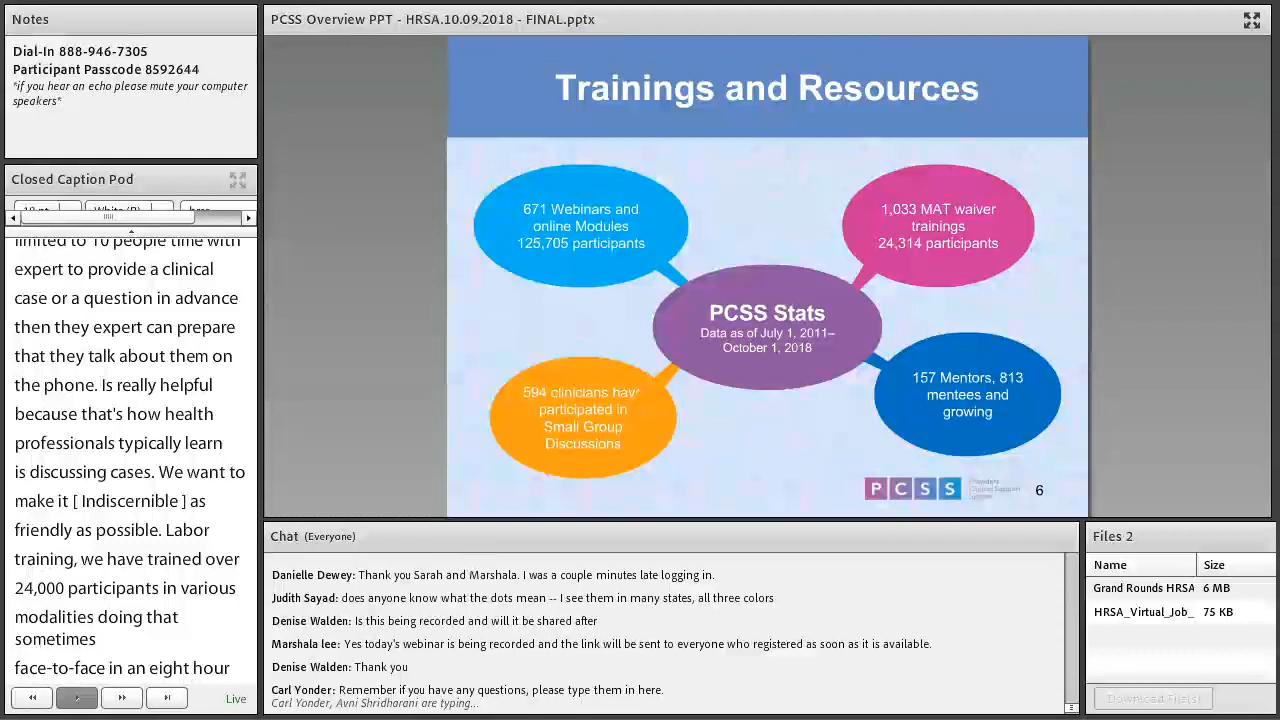 Notes
Dial-In 888-946-7305
Participant Passcode 8592644
*if you hear an echo please mute your computer
speakers*
Closed Caption Pod
limited to 10 people time with
expert to provide a clinical
case or a question in advance
then they expert can prepare
that they talk about them on
the phone. Is really helpful
because that's how health
professionals typically learn
is discussing cases. We want to
make it [ Indiscernible ] as
friendly as possible. Labor
training, we have trained over
24,000 participants in various
modalities doing that
sometimes
face-to-face in an eight hour
Live
PCSS Overview PPT - HRSA.10.09.2018 - FINAL.pptx
Trainings and Resources
671 Webinars and
online Modules
125,705 participants
1,033 MAT waiver
trainings
24,314 participants
PCSS Stats
Data as of July 1, 2011–
October 1, 2018
594 clinicians have
participated in
Small Group
Discussions
157 Mentors, 813
mentees and
growing
PCSS
Providers
Clinical Support
System
6
Chat (Everyone)
Danielle Dewey: Thank you Sarah and Marshala. I was a couple minutes late logging in.
Judith Sayad: does anyone know what the dots mean -- I see them in many states, all three colors
Denise Walden: Is this being recorded and will it be shared after
Marshala lee: Yes today's webinar is being recorded and the link will be sent to everyone who registered as soon as it is available.
Denise Walden: Thank you
Carl Yonder: Remember if you have any questions, please type them in here.
Carl Yonder, Avni Shridharani are typing...
Files 2
Name Size
Grand Rounds HRSA 6 MB
HRSA_Virtual_Job_ 75 KB
Download File(s)